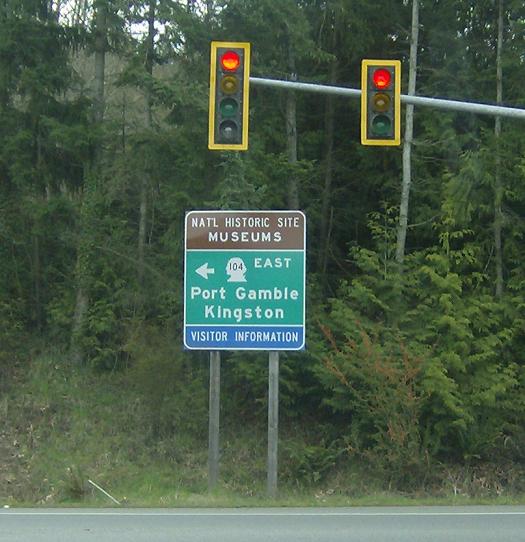 NAT'L HISTORIC SITE
MUSEUMS
104 EAST
Port Gamble
Kingston
VISITOR INFORMATION